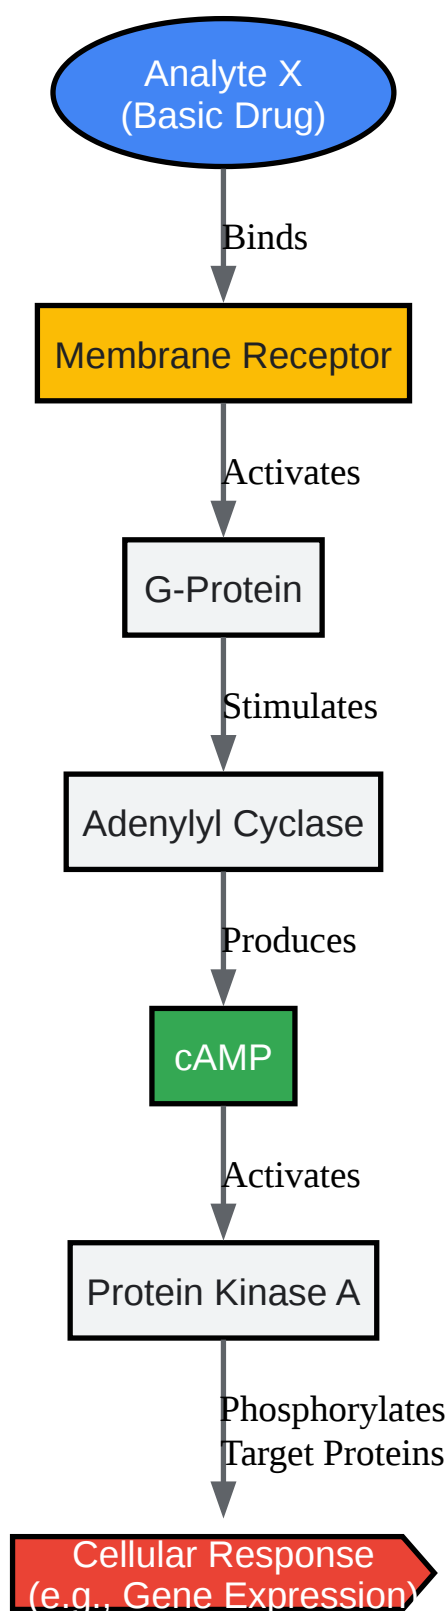 Analyte X
(Basic Drug)
Binds
Membrane Receptor
Activates
G-Protein
Stimulates
Adenylyl Cyclase
Produces
cAMP
Activates
Protein Kinase A
Phosphorylates
Target Proteins
Cellular Response
(e.g., Gene Expression)